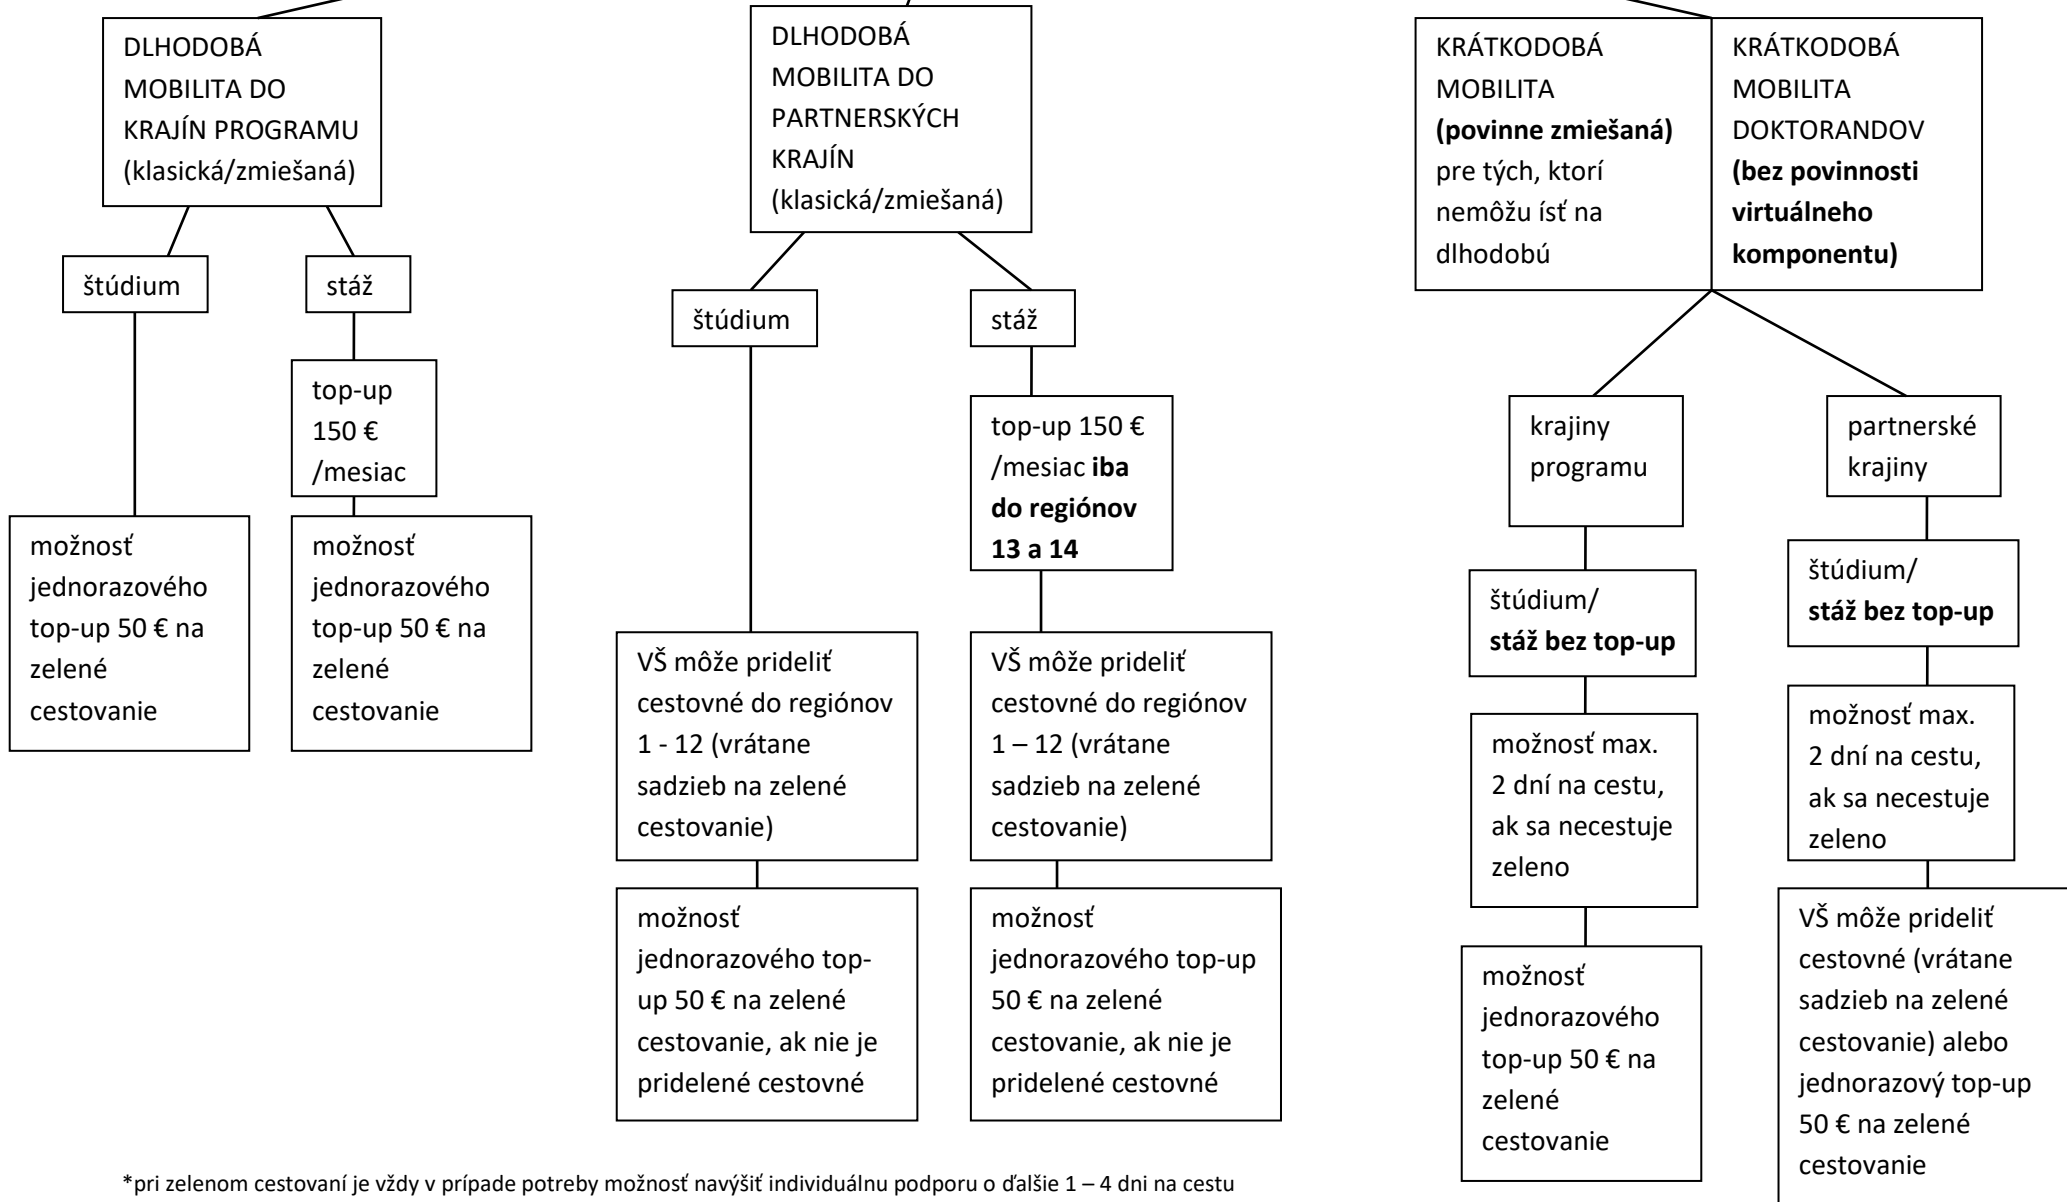 DLHODOBÁ
MOBILITA DO
KRAJÍN PROGRAMU
(klasická/zmiešaná)
štúdium
možnosť
jednorazového
top-up 50 € na
zelené
cestovanie
stáž
top-up
150 €
/mesiac
možnosť
jednorazového
top-up 50 € na
zelené
cestovanie
DLHODOBÁ
MOBILITA DO
PARTNERSKÝCH
KRAJÍN
(klasická/zmiešaná)
štúdium
VŠ môže prideliť
cestovné do regiónov
1 - 12 (vrátane
sadzieb na zelené
cestovanie)
možnosť
jednorazového top-
up 50 € na zelené
cestovanie, ak nie je
pridelené cestovné
stáž
top-up 150 €
/mesiac iba
do regiónov
13 a 14
VŠ môže prideliť
cestovné do regiónov
1 – 12 (vrátane
sadzieb na zelené
cestovanie)
možnosť
jednorazového top-up
50 € na zelené
cestovanie, ak nie je
pridelené cestovné
KRÁTKODOBÁ
MOBILITA
(povinne zmiešaná)
pre tých, ktorí
nemôžu ísť na
dlhodobú
KRÁTKODOBÁ
MOBILITA
DOKTORANDOV
(bez povinnosti
virtuálneho
komponentu)
krajiny
programu
štúdium/
stáž bez top-up
možnosť max.
2 dní na cestu,
ak sa necestuje
zeleno
možnosť
jednorazového
top-up 50 € na
zelené
cestovanie
partnerské
krajiny
štúdium/
stáž bez top-up
možnosť max.
2 dní na cestu,
ak sa necestuje
zeleno
VŠ môže prideliť
cestovné (vrátane
sadzieb na zelené
cestovanie) alebo
jednorazový top-up
50 € na zelené
cestovanie
*pri zelenom cestovaní je vždy v prípade potreby možnosť navýšiť individuálnu podporu o ďalšie 1 – 4 dni na cestu